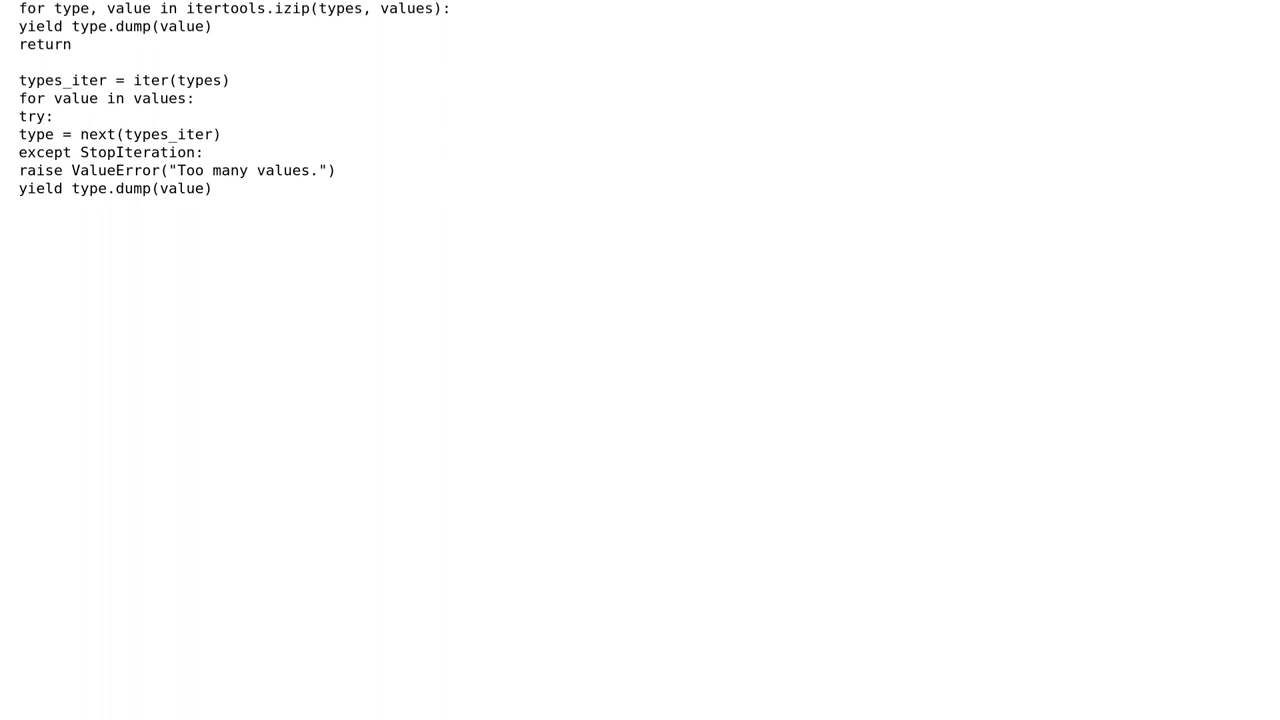 for type, value in itertools.izip(types, values):
yield type.dump(value)
return

types_iter = iter(types)
for value in values:
try:
type = next(types_iter)
except StopIteration:
raise ValueError("Too many values.")
yield type.dump(value)